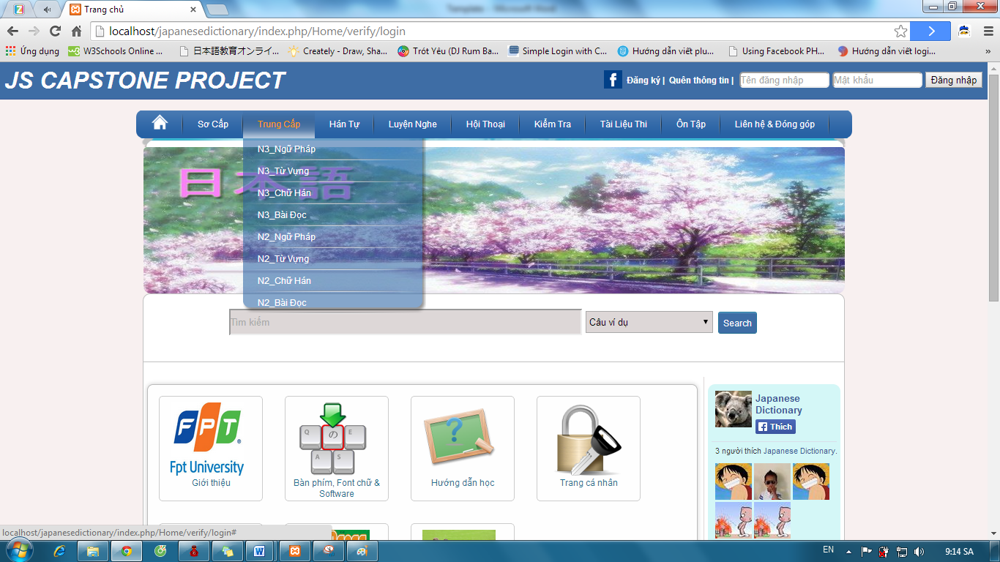 Trang chủ
localhost/japanesedictionary/index.php/Home/verify/login
Ứng dụng W3Schools Online ... 日本語教育オンライ... Creately - Draw, Sha... Trót Yêu (DJ Rum Ba... Simple Login with C... Hướng dẫn viết plu... Using Facebook PH... Hướng dẫn viết logi... »
JS CAPSTONE PROJECT
Đăng ký | Quên thông tin | Tên đăng nhập Mật khẩu Đăng nhập
Sơ Cấp Trung Cấp Hán Tự Luyện Nghe Hội Thoại Kiểm Tra Tài Liệu Thi Ôn Tập Liên hệ & Đóng góp
日本語
N3_Ngữ Pháp
N3_Từ Vựng
N3_Chữ Hán
N3_Bài Đọc
N2_Ngữ Pháp
N2_Từ Vựng
N2_Chữ Hán
N2_Bài Đọc
Tìm kiếm Câu ví dụ Search
FPT
Fpt University
Giới thiệu
Q の E
A S
Bàn phím, Font chữ &
Software
?
Hướng dẫn học
Trang cá nhân
Japanese
Dictionary
Thích
3 người thích Japanese Dictionary.
localhost/japanesedictionary/index.php/Home/verify/login#
EN 9:14 SA